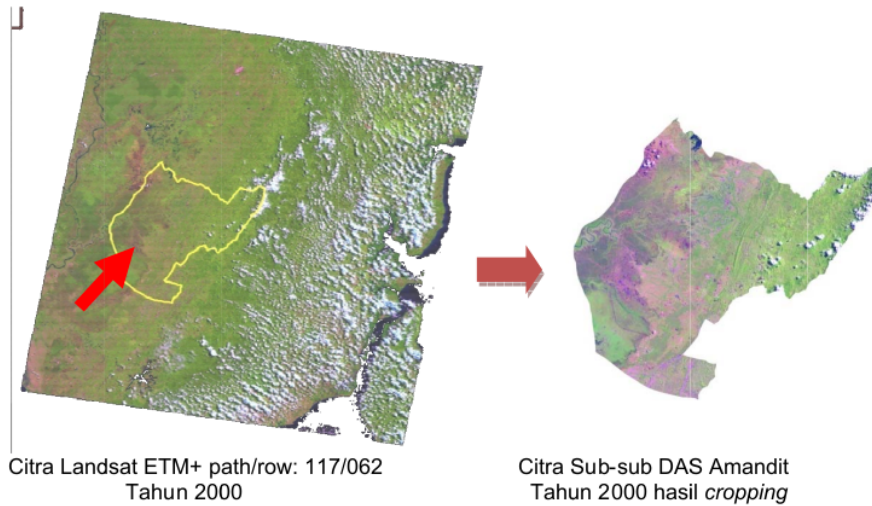 Citra Landsat ETM+ path/row: 117/062
Tahun 2000
Citra Sub-sub DAS Amandit
Tahun 2000 hasil cropping